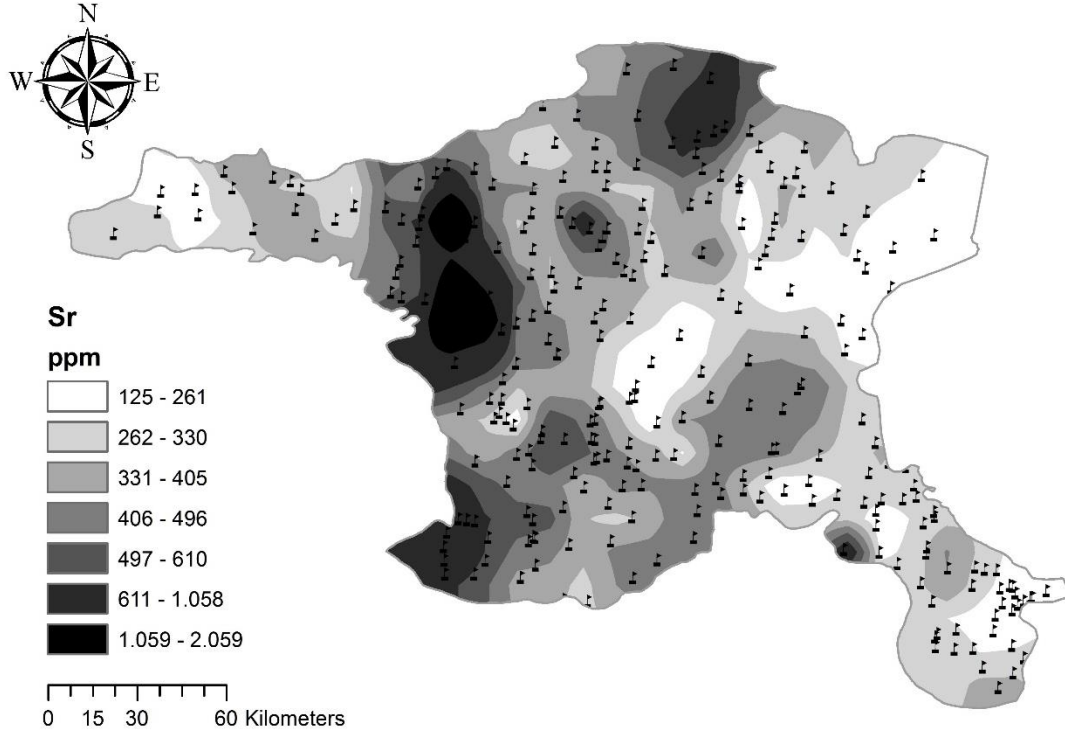 N
W E
S
Sr
ppm
125 - 261
262 - 330
331 - 405
406 - 496
497 - 610
611 - 1.058
1.059 - 2.059
0 15 30 60 Kilometers